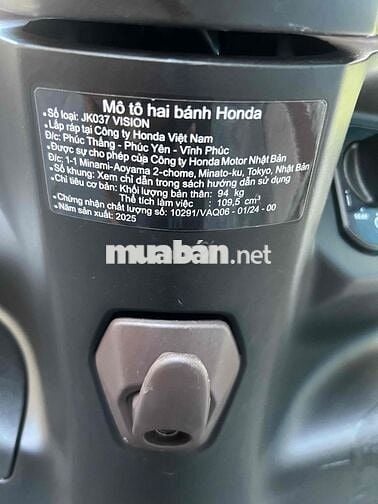 Mô tô hai bánh Honda
•Số loại: JK037 VISION
•Lắp ráp tại Công ty Honda Việt Nam
Đ/c: Phúc Thắng - Phúc Yên - Vĩnh Phúc
•Được sự cho phép của Công ty Honda Motor Nhật Bản
Đ/c: 1-1 Minami-Aoyama 2-chome, Minato-ku, Tokyo, Nhật Bản
•Số khung: Xem chỉ dẫn trong sách hướng dẫn sử dụng
•Chỉ tiêu cơ bản: Khối lượng bản thân: 94 kg
Thể tích làm việc : 109,5 cm³
•Chứng nhận chất lượng số: 10291/VAQ06 - 01/24 - 00
•Năm sản xuất: 2025
muabán.net